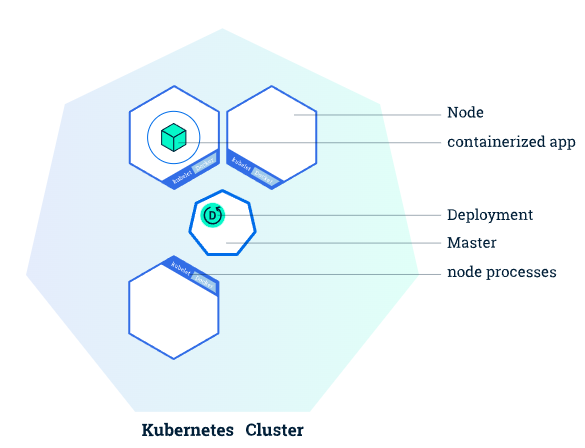 Node
containerized app
kubelet
docker
kubelet
docker
D
Deployment
Master
kubelet
docker
node processes
Kubernetes Cluster